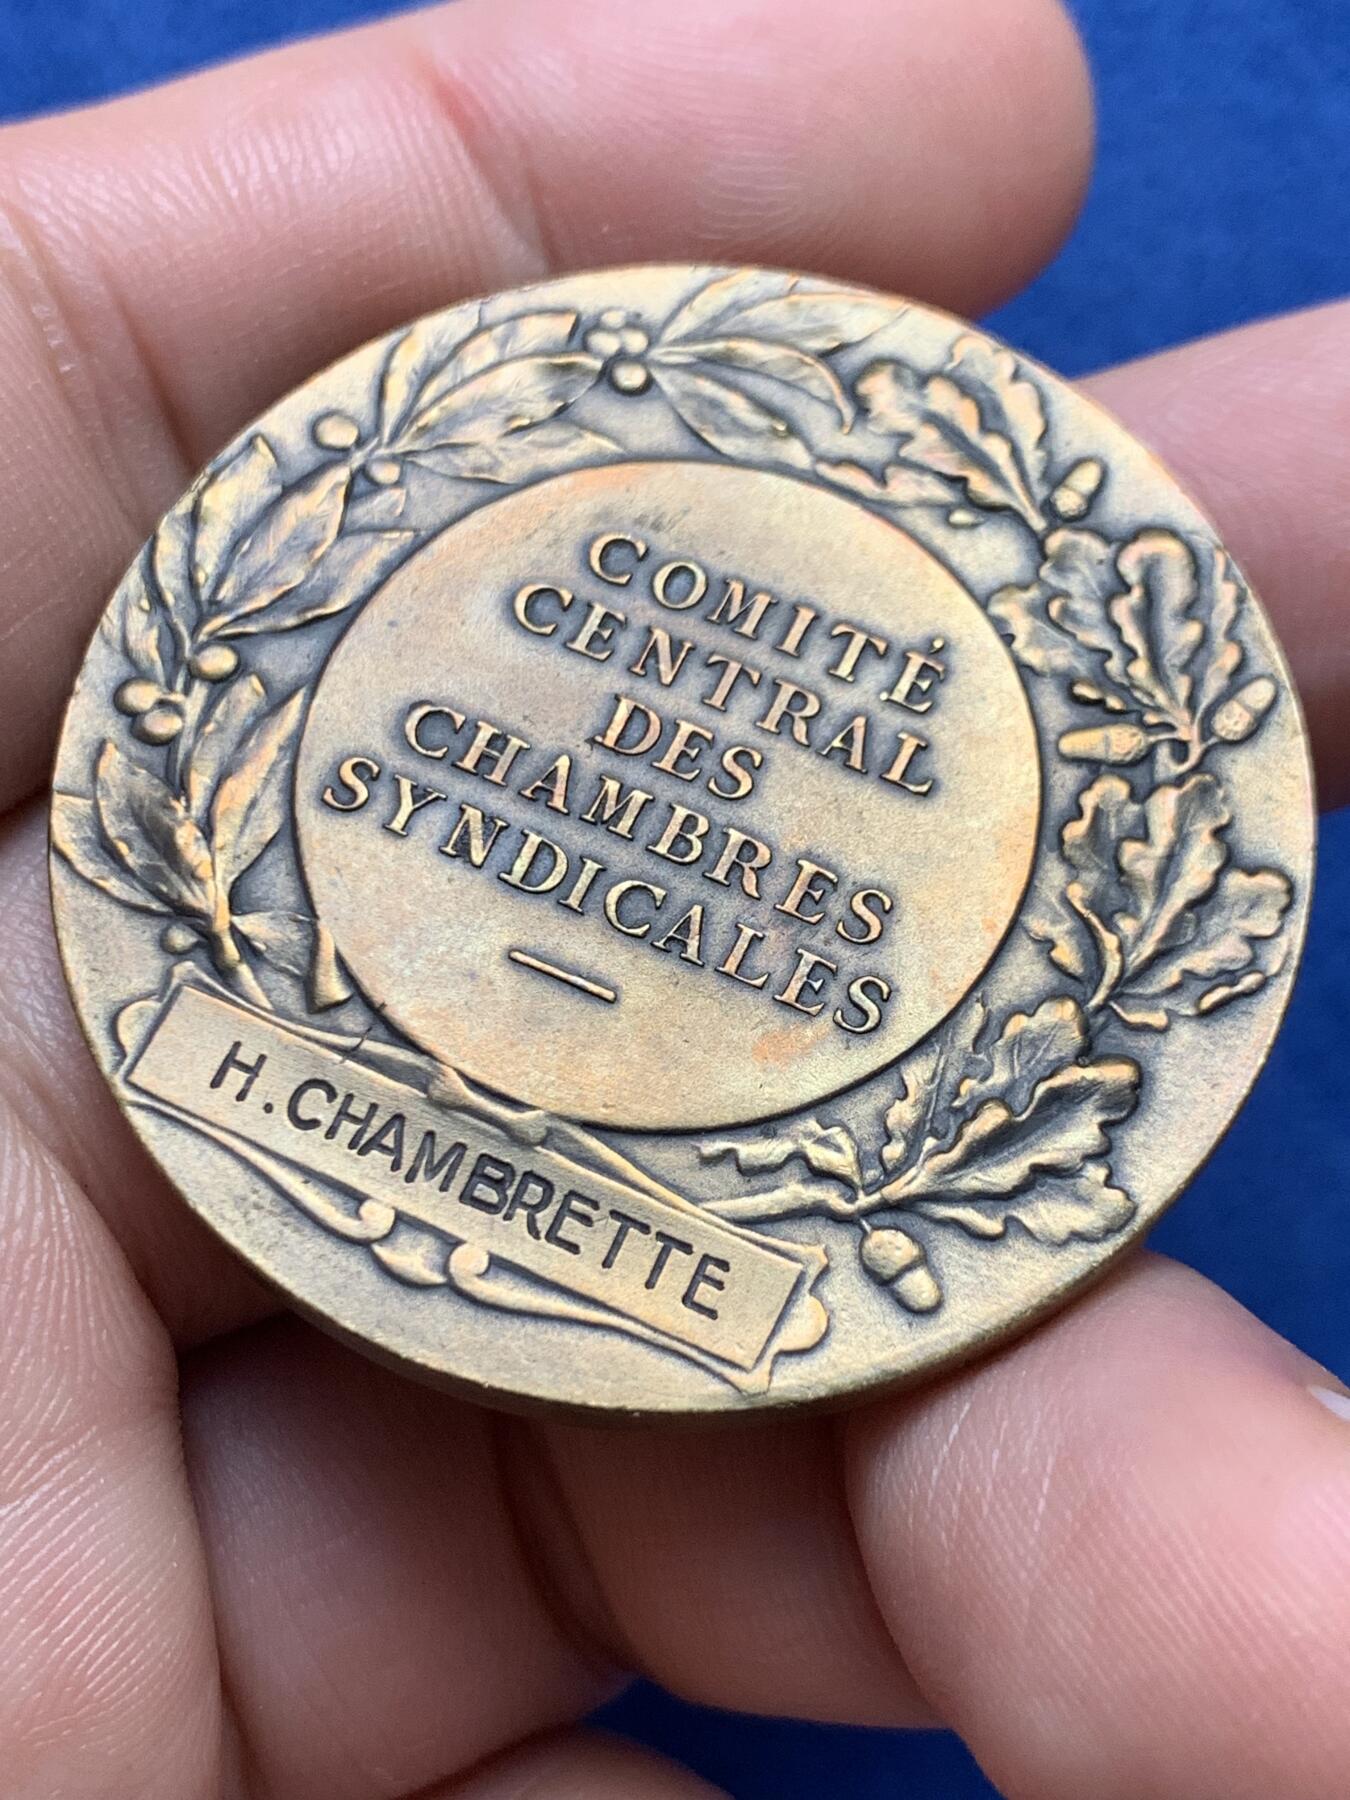 COMITÉ
CENTRAL
DES
CHAMBRES
SYNDICALES
H. CHAMBRETTE